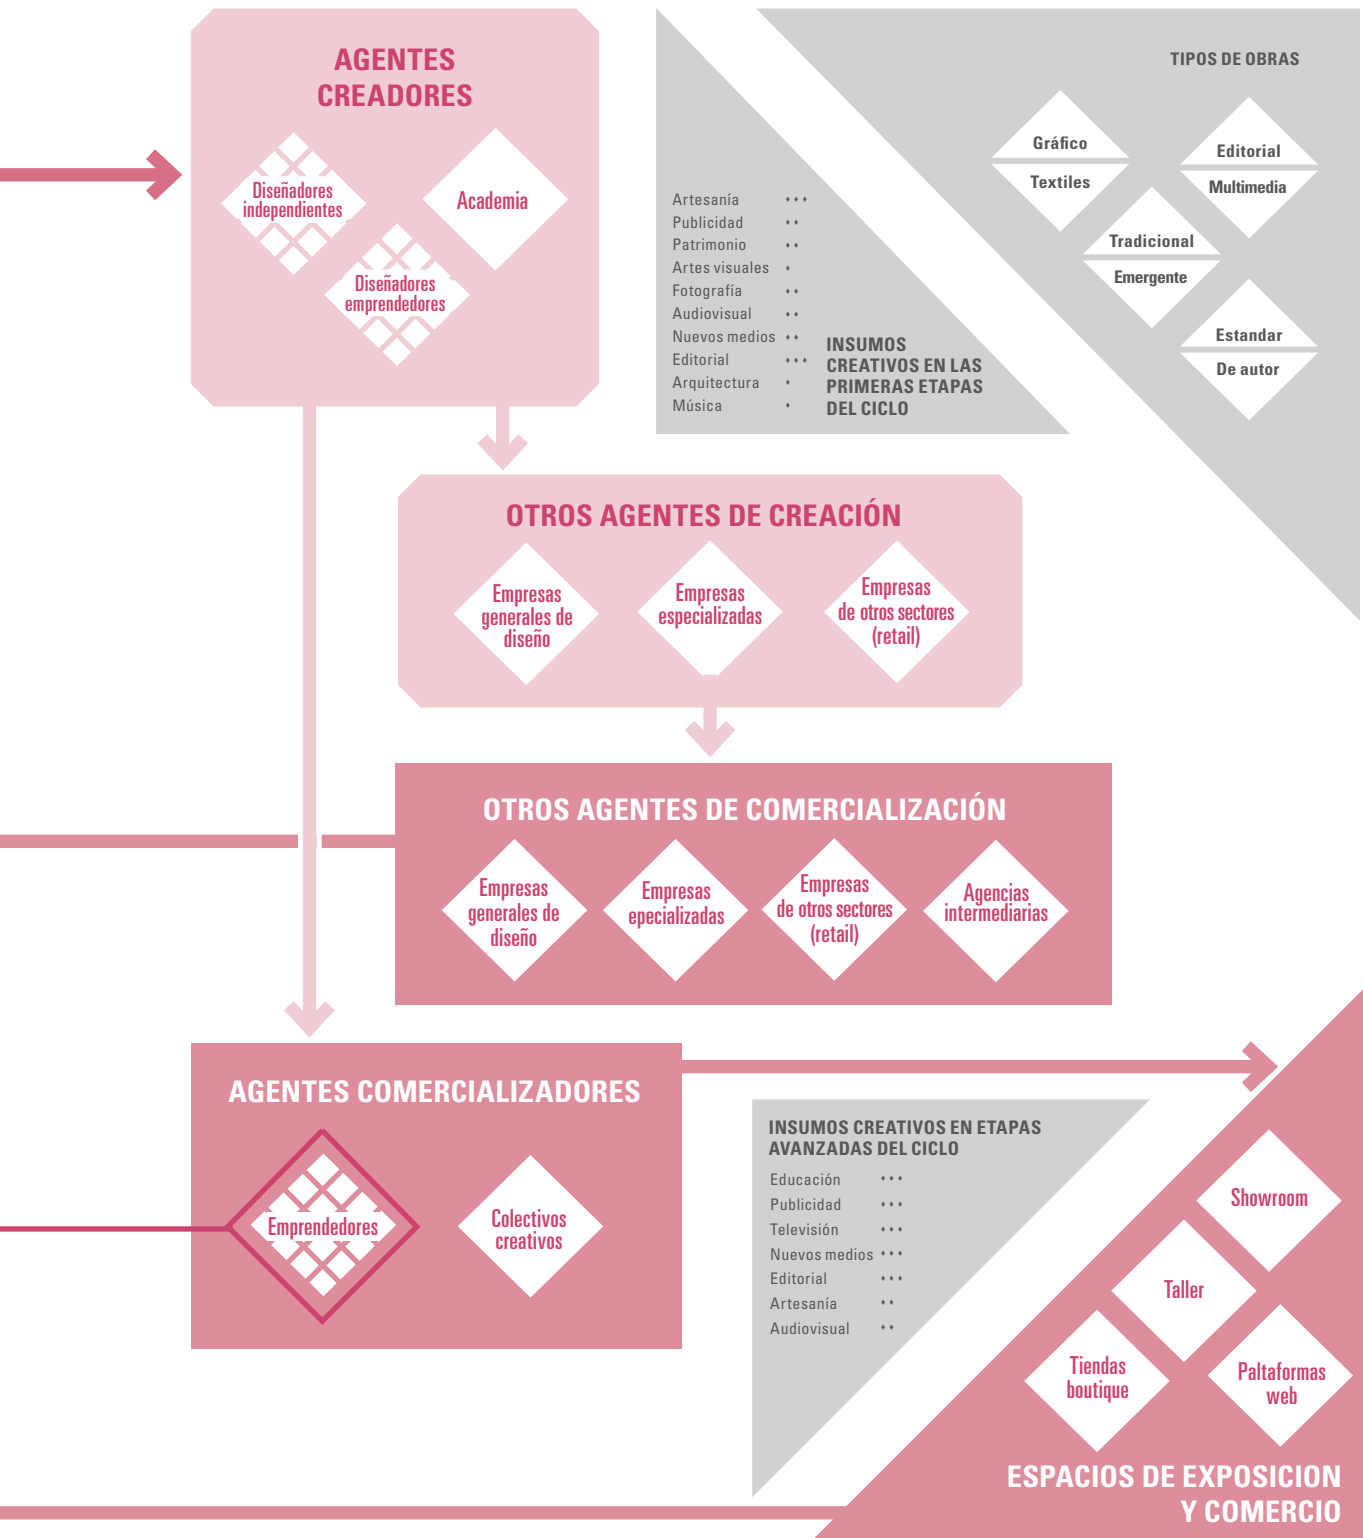 AGENTES
CREADORES
Diseñadores
independientes
Academia
Diseñadores
emprendedores
TIPOS DE OBRAS
Gráfico
Textiles
Editorial
Multimedia
Tradicional
Emergente
Estandar
De autor
Artesanía ♦♦♦
Publicidad ♦♦
Patrimonio ♦♦
Artes visuales ♦
Fotografía ♦♦
Audiovisual ♦♦
Nuevos medios ♦♦
Editorial ♦♦♦
Arquitectura ♦
Música ♦
INSUMOS
CREATIVOS EN LAS
PRIMERAS ETAPAS
DEL CICLO
OTROS AGENTES DE CREACIÓN
Empresas
generales de
diseño
Empresas
especializadas
Empresas
de otros sectores
(retail)
OTROS AGENTES DE COMERCIALIZACIÓN
Empresas
generales de
diseño
Empresas
epecializadas
Empresas
de otros sectores
(retail)
Agencias
intermediarias
AGENTES COMERCIALIZADORES
Emprendedores
Colectivos
creativos
INSUMOS CREATIVOS EN ETAPAS
AVANZADAS DEL CICLO
Educación ♦♦♦
Publicidad ♦♦♦
Televisión ♦♦♦
Nuevos medios ♦♦♦
Editorial ♦♦♦
Artesanía ♦♦
Audiovisual ♦♦
Showroom
Taller
Tiendas
boutique
Paltaformas
web
ESPACIOS DE EXPOSICION
Y COMERCIO